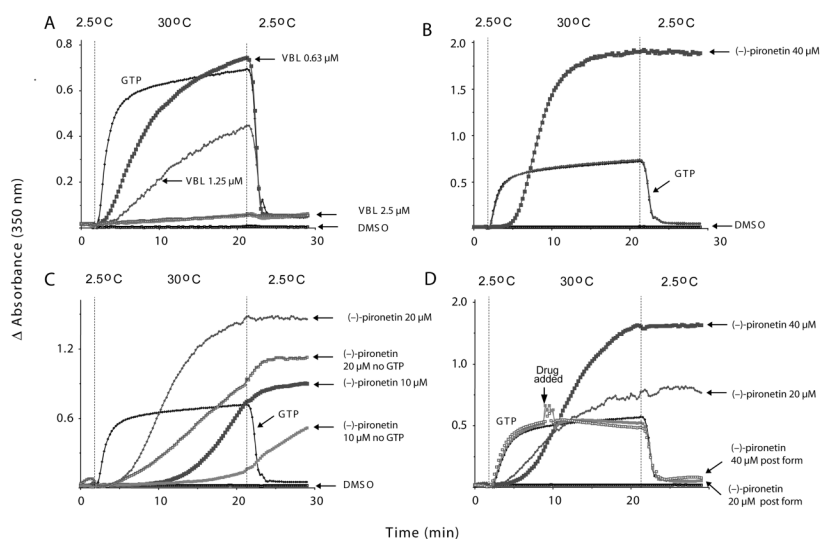 A
2.5°C 30°C 2.5°C
0.8
0.6
0.4
0.2
0 10 20 30
GTP
VBL 0.63 µM
VBL 1.25 µM
VBL 2.5 µM
DMSO
B
2.5°C 30°C 2.5°C
2.0
1.5
1.0
0.5
0 10 20 30
(–)-pironetin 40 µM
GTP
DMSO
C
2.5°C 30°C 2.5°C
1.2
0.6
0
0 10 20 30
(–)-pironetin 20 µM
(–)-pironetin
20 µM no GTP
(–)-pironetin 10 µM
GTP
(–)-pironetin
10 µM no GTP
DMSO
D
2.5°C 30°C 2.5°C
2.0
1.0
0.5
0 10 20 30
Drug
added
GTP
(–)-pironetin 40 µM
(–)-pironetin 20 µM
(–)-pironetin
40 µM post form
(–)-pironetin
20 µM post form
Δ Absorbance (350 nm)
Time (min)